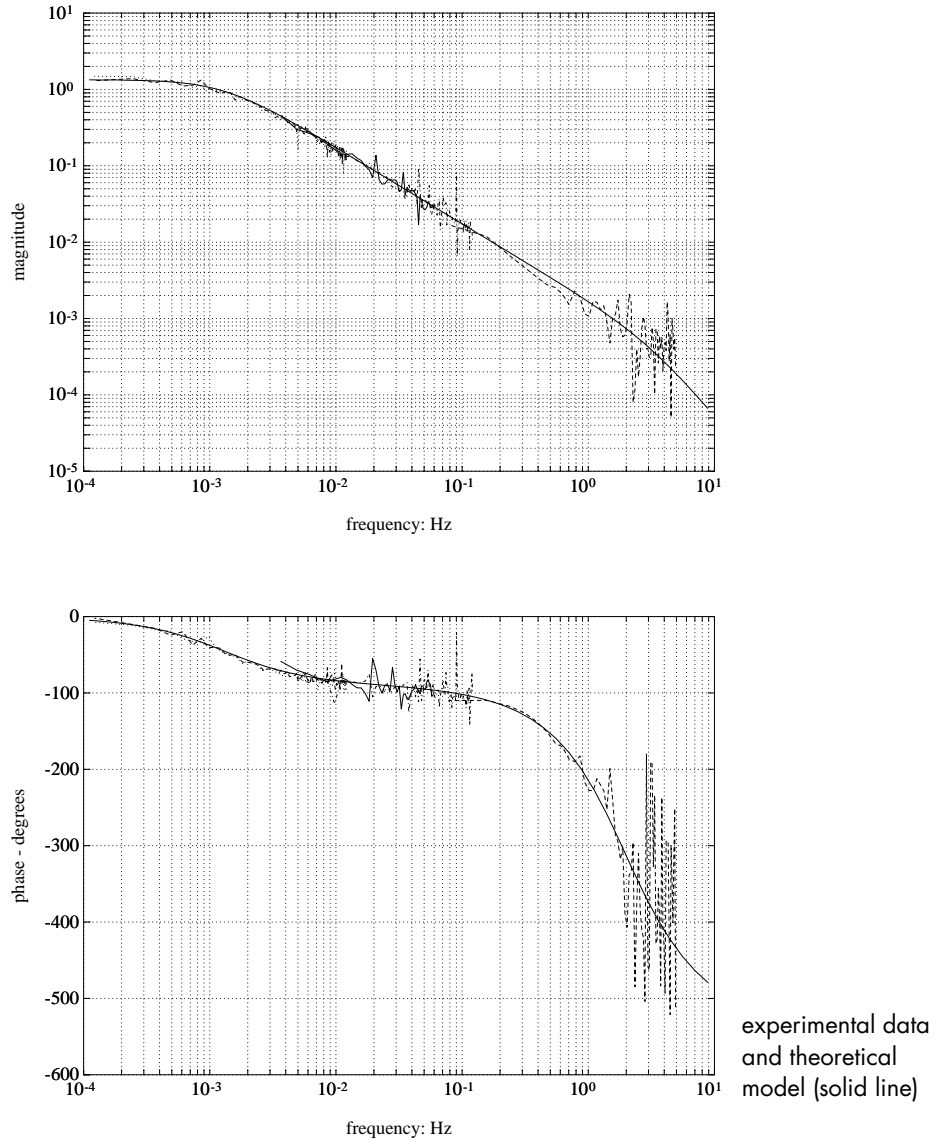 10¹
10⁰
10⁻¹
10⁻²
10⁻³
10⁻⁴
10⁻⁵
magnitude
10⁻⁴ 10⁻³ 10⁻² 10⁻¹ 10⁰ 10¹
frequency: Hz
0
-100
-200
-300
-400
-500
-600
phase - degrees
10⁻⁴ 10⁻³ 10⁻² 10⁻¹ 10⁰ 10¹
frequency: Hz
experimental data
and theoretical
model (solid line)